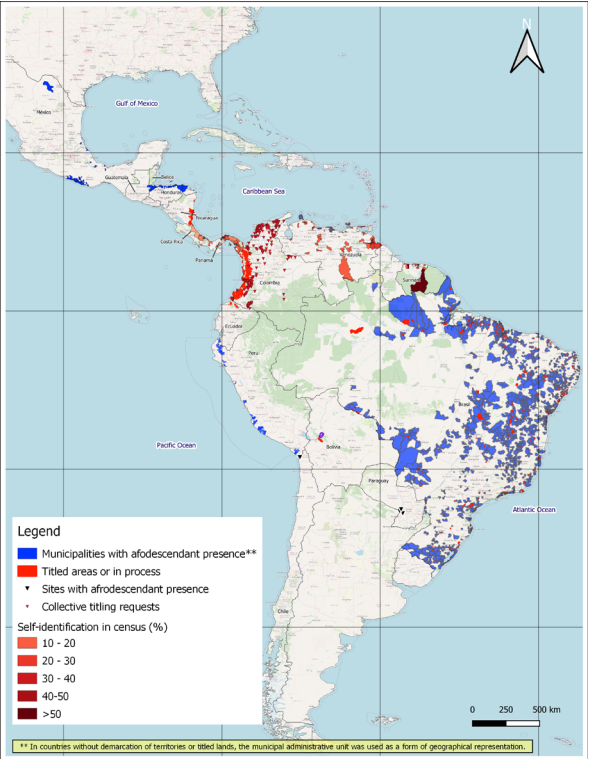 N
Gulf of Mexico
México
Caribbean Sea
Belice
Guatemala
Honduras
Nicaragua
Costa Rica
Panama
Venezuela
Colombia
Ecuador
Peru
Brasil
Bolivia
Pacific Ocean
Paraguay
Atlantic Ocean
Chile
Legend
Municipalities with afodescendant presence**
Titled areas or in process
Sites with afrodescendant presence
Collective titling requests
Self-identification in census (%)
10 - 20
20 - 30
30 - 40
40-50
>50
0 250 500 km
** In countries without demarcation of territories or titled lands, the municipal administrative unit was used as a form of geographical representation.